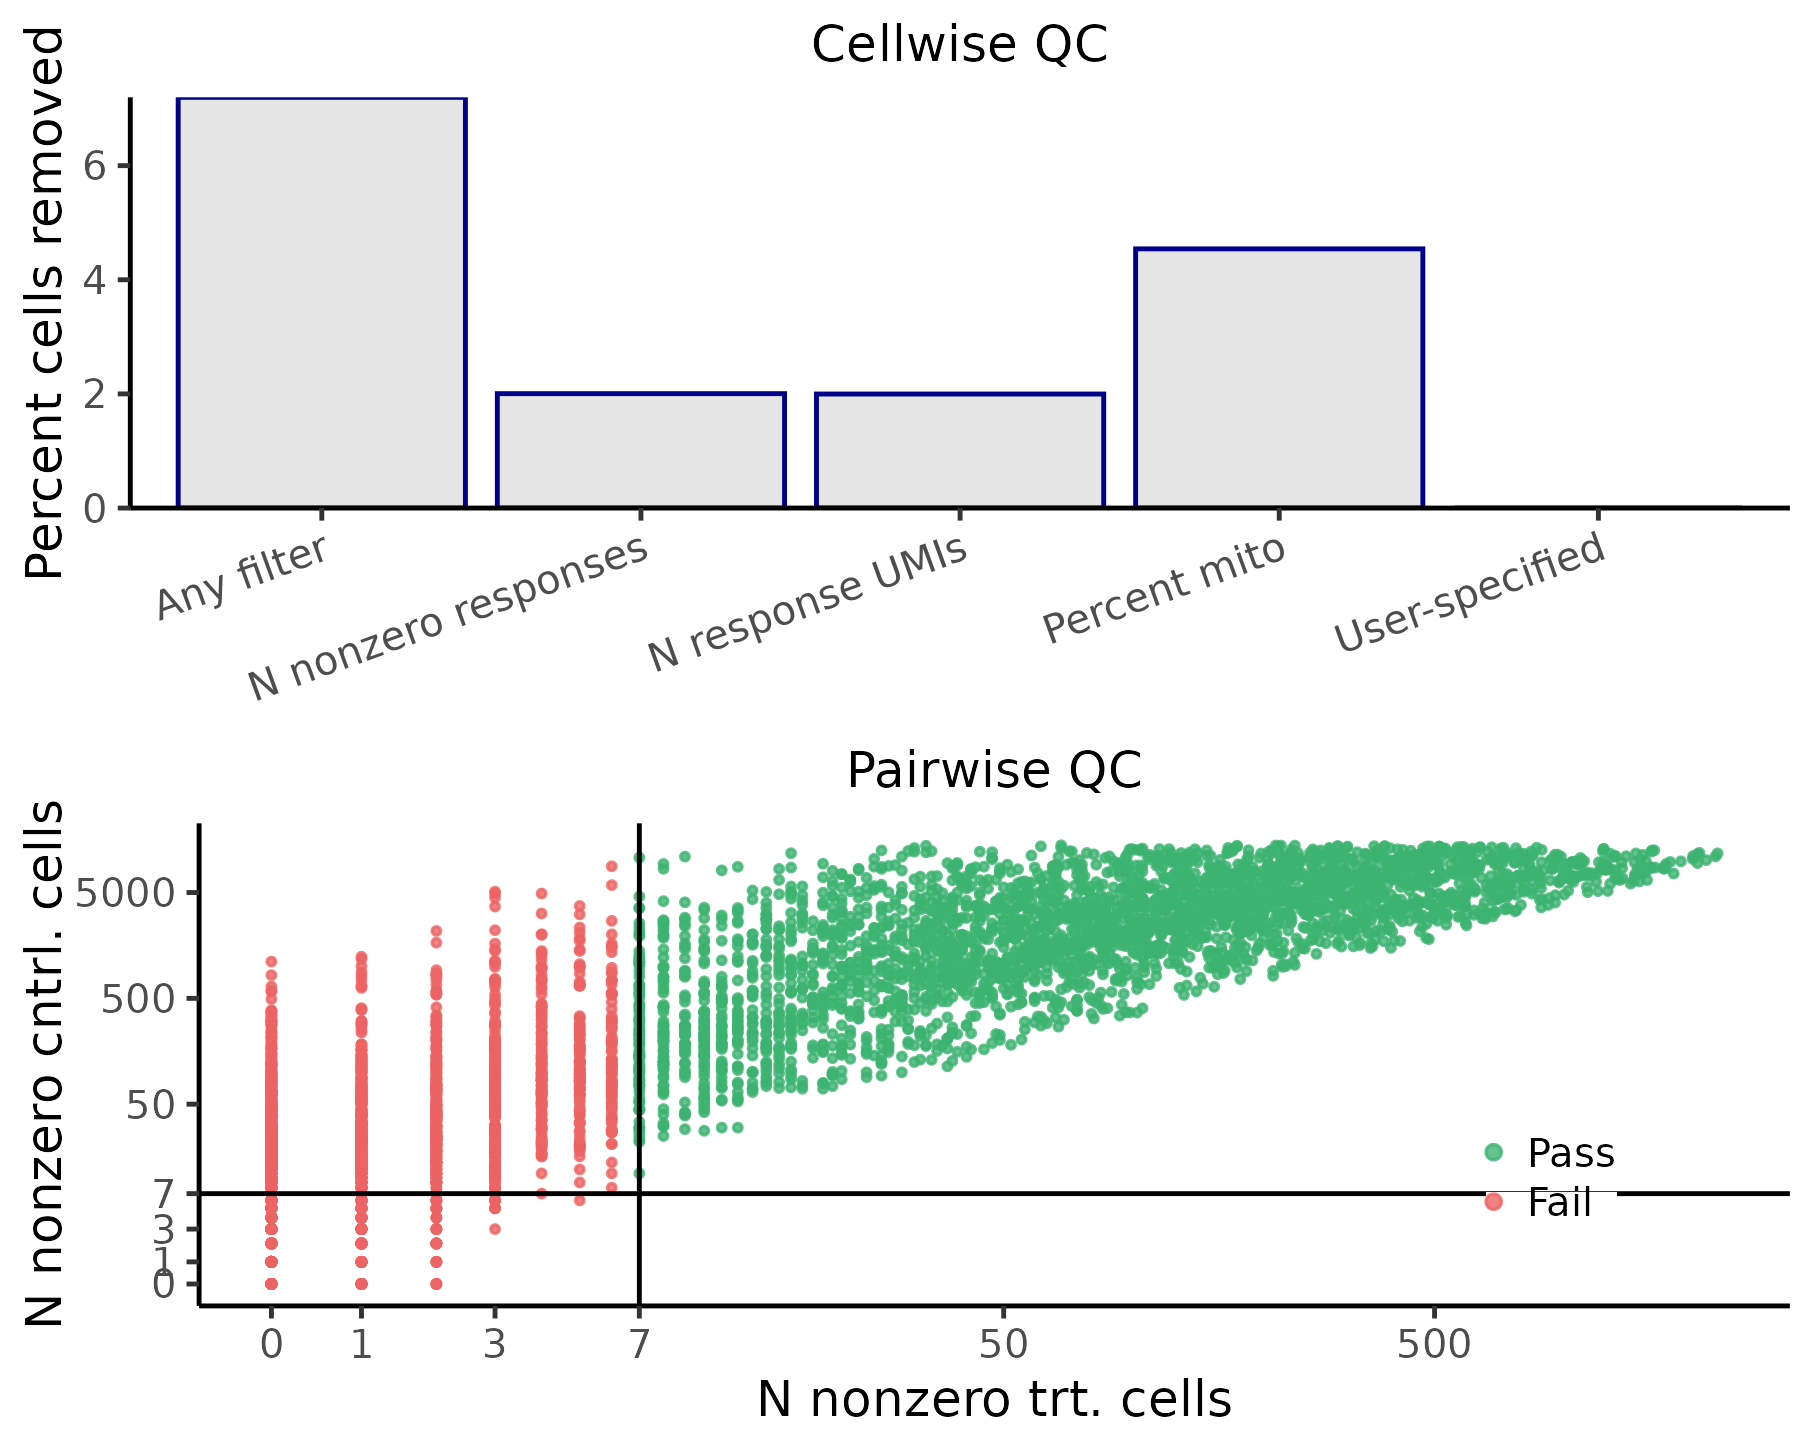 Cellwise QC
Percent cells removed
6
4
2
0
Any filter
N nonzero responses
N response UMIs
Percent mito
User-specified
Pairwise QC
N nonzero cntrl. cells
5000
500
50
7
3
1
0
Pass
Fail
0 1 3 7 50 500
N nonzero trt. cells